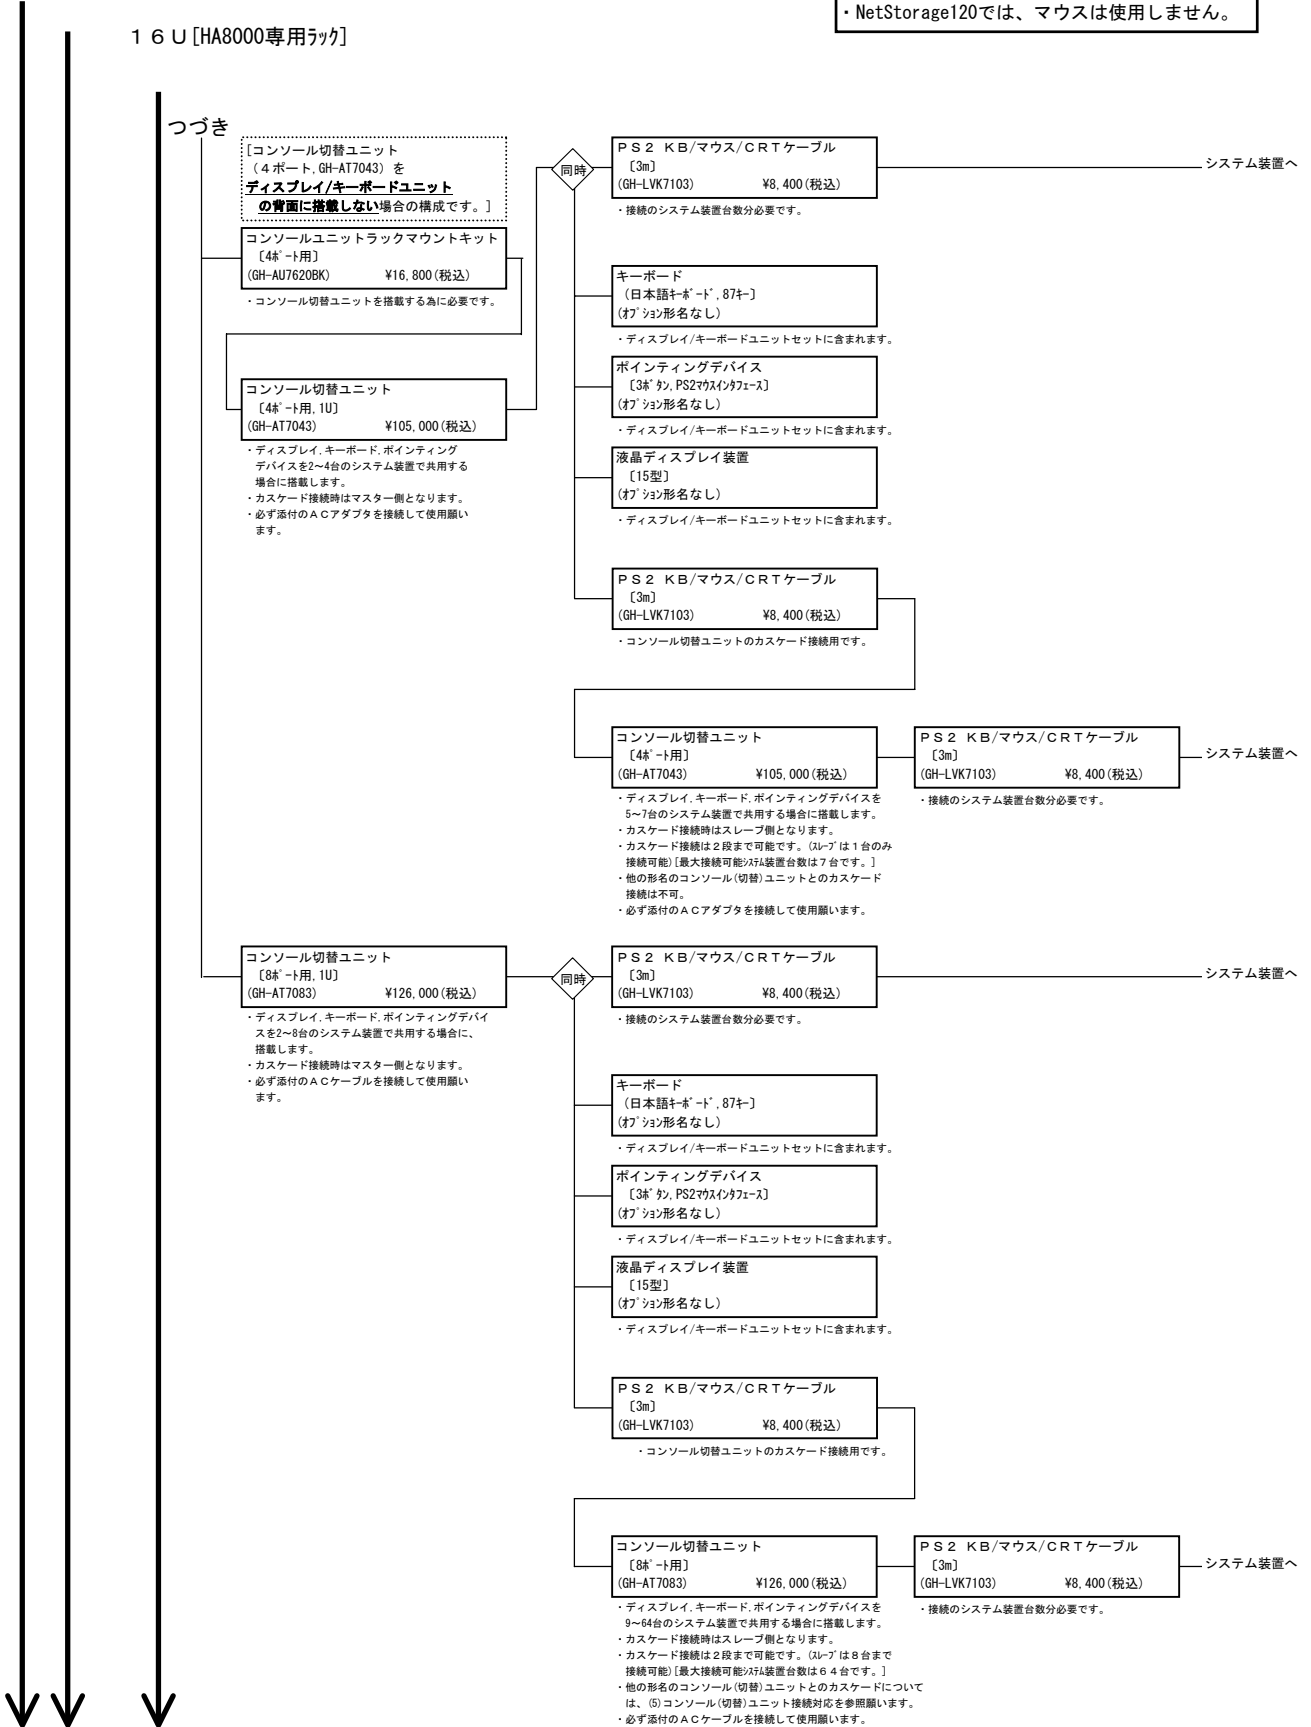 ・NetStorage120では、マウスは使用しません。
１６Ｕ[HA8000専用ﾗｯｸ]
つづき
[コンソール切替ユニット
（４ポート,GH-AT7043）を
ディスプレイ/キーボードユニット
の背面に搭載しない場合の構成です。]
コンソールユニットラックマウントキット
〔4ﾎﾟｰﾄ用〕
(GH-AU7620BK) ¥16,800(税込)
・コンソール切替ユニットを搭載する為に必要です。
コンソール切替ユニット
〔4ﾎﾟｰﾄ用,1U〕
(GH-AT7043) ¥105,000(税込)
・ディスプレイ,キーボード,ポインティング
デバイスを2～4台のシステム装置で共用する
場合に搭載します。
・カスケード接続時はマスター側となります。
・必ず添付のＡＣアダプタを接続して使用願い
ます。
同時
ＰＳ２ ＫＢ/マウス/ＣＲＴケーブル
〔3m〕
(GH-LVK7103) ¥8,400(税込)
・接続のシステム装置台数分必要です。
システム装置へ
キーボード
（日本語ｷｰﾎﾞｰﾄﾞ,87ｷｰ〕
(ｵﾌﾟｼｮﾝ形名なし)
・ディスプレイ/キーボードユニットセットに含まれます。
ポインティングデバイス
〔3ﾎﾞﾀﾝ,PS2ﾏｳｽｲﾝﾀﾌｪｰｽ〕
(ｵﾌﾟｼｮﾝ形名なし)
・ディスプレイ/キーボードユニットセットに含まれます。
液晶ディスプレイ装置
〔15型〕
(ｵﾌﾟｼｮﾝ形名なし)
・ディスプレイ/キーボードユニットセットに含まれます。
ＰＳ２ ＫＢ/マウス/ＣＲＴケーブル
〔3m〕
(GH-LVK7103) ¥8,400(税込)
・コンソール切替ユニットのカスケード接続用です。
コンソール切替ユニット
〔4ﾎﾟｰﾄ用〕
(GH-AT7043) ¥105,000(税込)
・ディスプレイ,キーボード,ポインティングデバイスを
5～7台のシステム装置で共用する場合に搭載します。
・カスケード接続時はスレーブ側となります。
・カスケード接続は２段まで可能です。(ｽﾚｰﾌﾞは１台のみ
接続可能)[最大接続可能ｼｽﾃﾑ装置台数は７台です。]
・他の形名のコンソール(切替)ユニットとのカスケード
接続は不可。
・必ず添付のＡＣアダプタを接続して使用願います。
ＰＳ２ ＫＢ/マウス/ＣＲＴケーブル
〔3m〕
(GH-LVK7103) ¥8,400(税込)
・接続のシステム装置台数分必要です。
システム装置へ
コンソール切替ユニット
〔8ﾎﾟｰﾄ用,1U〕
(GH-AT7083) ¥126,000(税込)
・ディスプレイ,キーボード,ポインティングデバイ
スを2～8台のシステム装置で共用する場合に、
搭載します。
・カスケード接続時はマスター側となります。
・必ず添付のＡＣケーブルを接続して使用願い
ます。
同時
ＰＳ２ ＫＢ/マウス/ＣＲＴケーブル
〔3m〕
(GH-LVK7103) ¥8,400(税込)
・接続のシステム装置台数分必要です。
システム装置へ
キーボード
（日本語ｷｰﾎﾞｰﾄﾞ,87ｷｰ〕
(ｵﾌﾟｼｮﾝ形名なし)
・ディスプレイ/キーボードユニットセットに含まれます。
ポインティングデバイス
〔3ﾎﾞﾀﾝ,PS2ﾏｳｽｲﾝﾀﾌｪｰｽ〕
(ｵﾌﾟｼｮﾝ形名なし)
・ディスプレイ/キーボードユニットセットに含まれます。
液晶ディスプレイ装置
〔15型〕
(ｵﾌﾟｼｮﾝ形名なし)
・ディスプレイ/キーボードユニットセットに含まれます。
ＰＳ２ ＫＢ/マウス/ＣＲＴケーブル
〔3m〕
(GH-LVK7103) ¥8,400(税込)
・コンソール切替ユニットのカスケード接続用です。
コンソール切替ユニット
〔8ﾎﾟｰﾄ用〕
(GH-AT7083) ¥126,000(税込)
・ディスプレイ,キーボード,ポインティングデバイスを
9～64台のシステム装置で共用する場合に搭載します。
・カスケード接続時はスレーブ側となります。
・カスケード接続は２段まで可能です。(ｽﾚｰﾌﾞは８台まで
接続可能)[最大接続可能ｼｽﾃﾑ装置台数は６４台です。]
・他の形名のコンソール(切替)ユニットとのカスケードについて
は、(5)コンソール(切替)ユニット接続対応を参照願います。
・必ず添付のＡＣケーブルを接続して使用願います。
ＰＳ２ ＫＢ/マウス/ＣＲＴケーブル
〔3m〕
(GH-LVK7103) ¥8,400(税込)
・接続のシステム装置台数分必要です。
システム装置へ